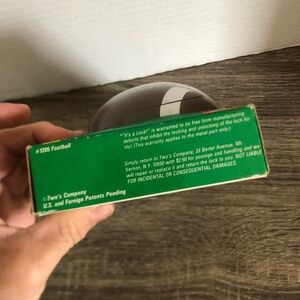 # 1205 Football
"It's a Lock!" is warranted to be free from manufacturing
defects that inhibit the locking and unlocking of the lock for
life! (This warranty applies to the metal part only.)
Simply return to Two's Company, 33 Bertel Avenue, Mt.
Vernon, N.Y. 10550 with $2.50 for postage and handling and we
will repair or replace it and return the lock to you. NOT LIABLE
FOR INCIDENTAL OR CONSEQUENTIAL DAMAGES.
© Two's Company
U.S. and Foreign Patents Pending